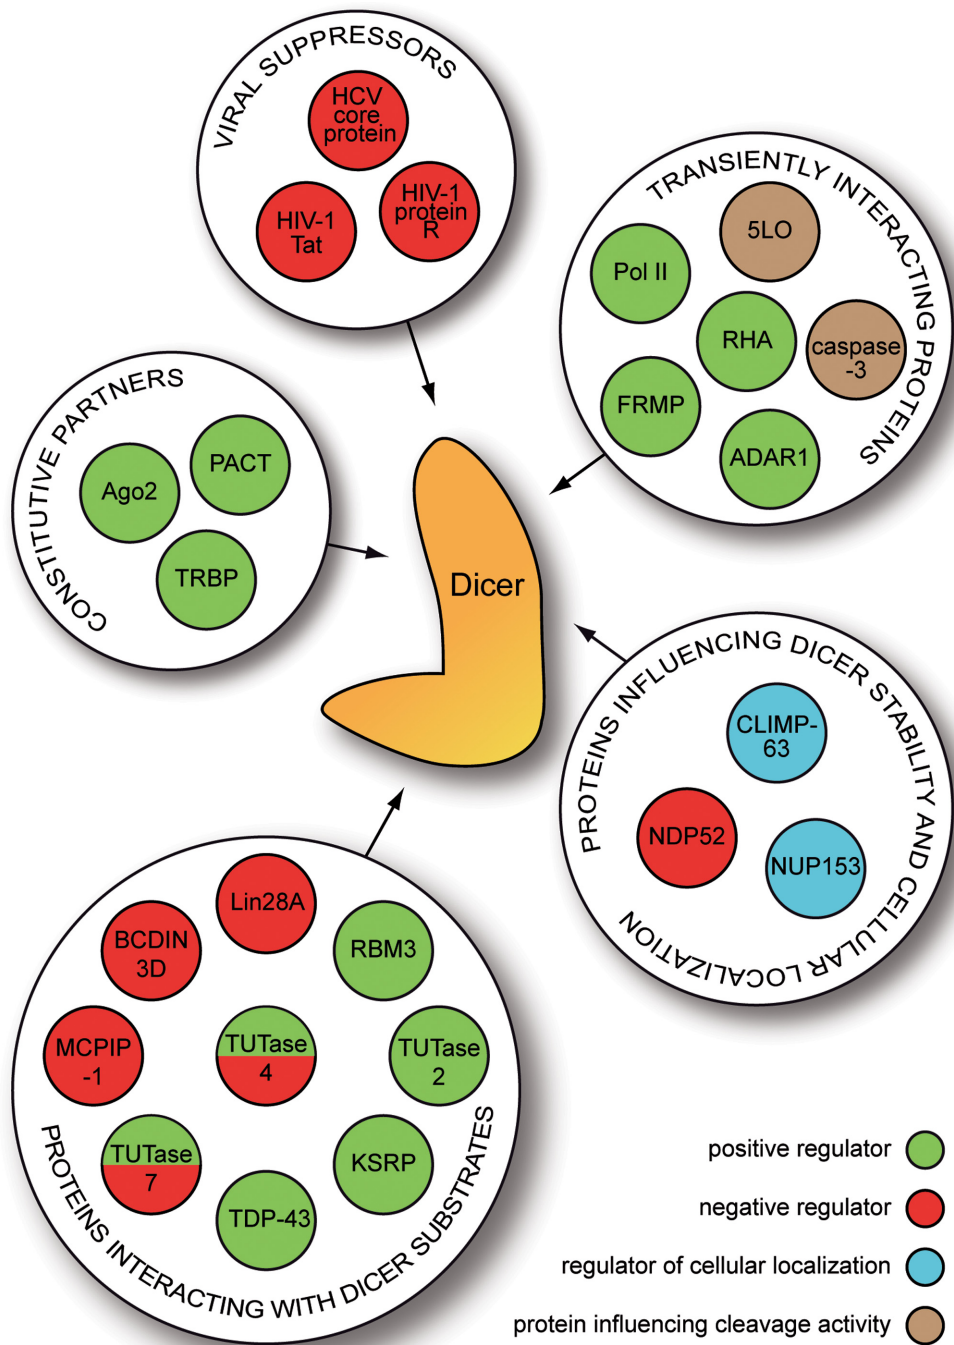 VIRAL SUPPRESSORS
HCV
core
protein
HIV-1
Tat
HIV-1
protein
R
TRANSIENTLY INTERACTING PROTEINS
5LO
Pol II
RHA
caspase
-3
FRMP
ADAR1
CONSTITUTIVE PARTNERS
PACT
Ago2
TRBP
Dicer
PROTEINS INFLUENCING DICER STABILITY AND CELLULAR LOCALIZATION
CLIMP-
63
NDP52
NUP153
Lin28A
BCDIN
3D
RBM3
MCPIP
-1
TUTase
4
TUTase
2
TUTase
7
KSRP
TDP-43
PROTEINS INTERACTING WITH DICER SUBSTRATES
positive regulator
negative regulator
regulator of cellular localization
protein influencing cleavage activity